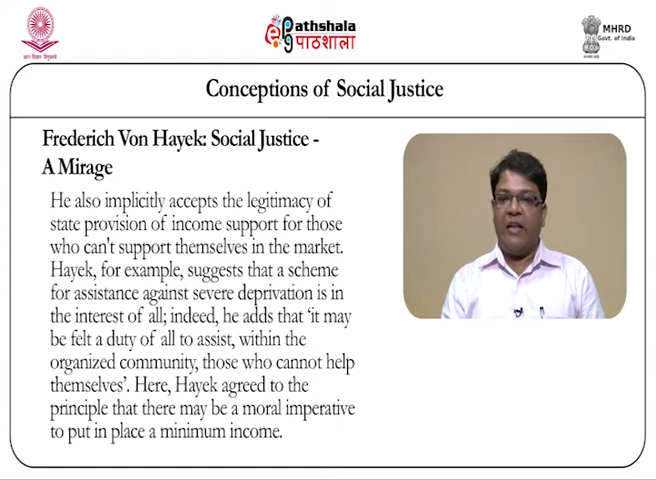 Pathshala
पाठशाला
MHRD
Govt. of India
Conceptions of Social Justice
Frederich Von Hayek: Social Justice -
A Mirage
He also implicitly accepts the legitimacy of
state provision of income support for those
who can't support themselves in the market.
Hayek, for example, suggests that a scheme
for assistance against severe deprivation is in
the interest of all; indeed, he adds that ‘it may
be felt a duty of all to assist, within the
organized community, those who cannot help
themselves’. Here, Hayek agreed to the
principle that there may be a moral imperative
to put in place a minimum income.